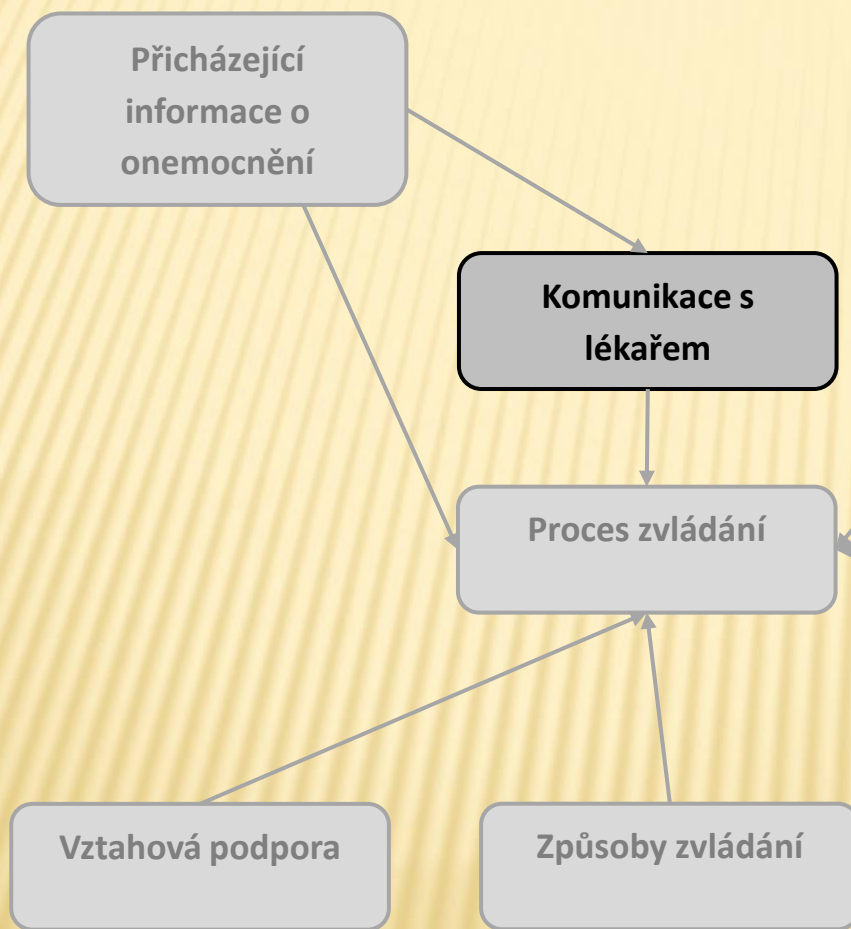 Přicházející
informace o
onemocnění
Komunikace s
lékařem
Proces zvládání
Vztahová podpora
Způsoby zvládání